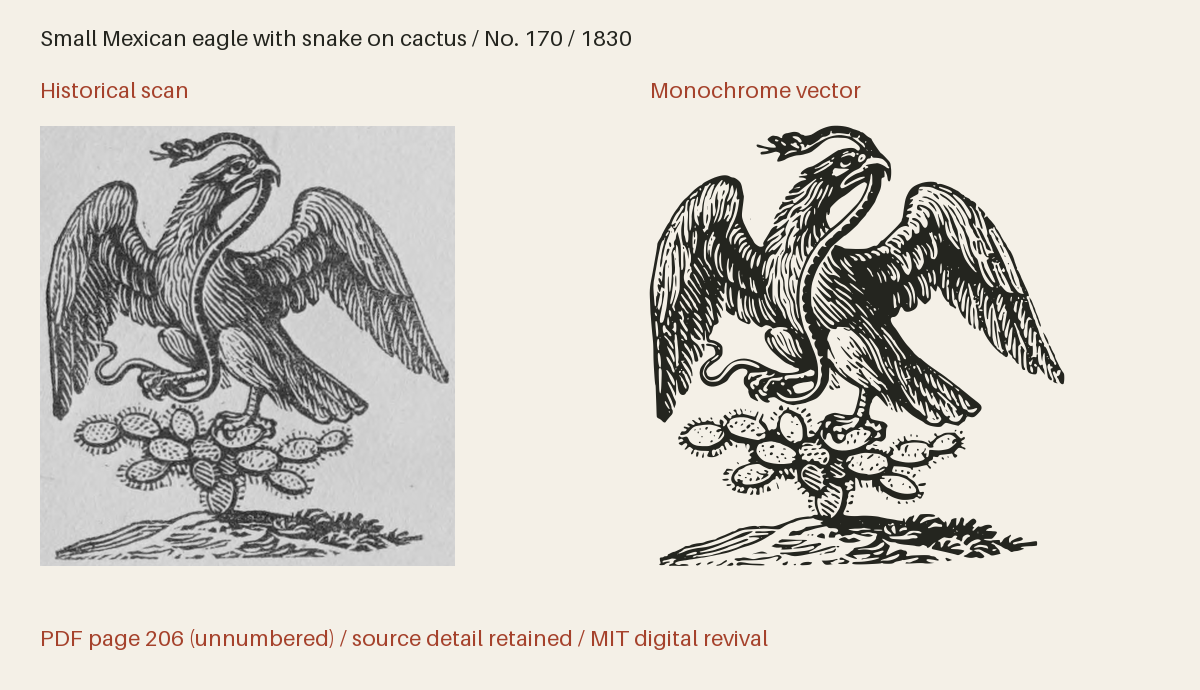 Small Mexican eagle with snake on cactus / No. 170 / 1830
Historical scan
Monochrome vector
PDF page 206 (unnumbered) / source detail retained / MIT digital revival